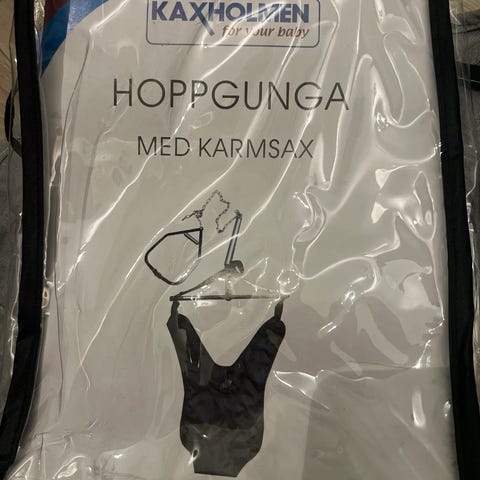 KAXHOLMEN
for your baby
HOPPGUNGA
MED KARMSAX